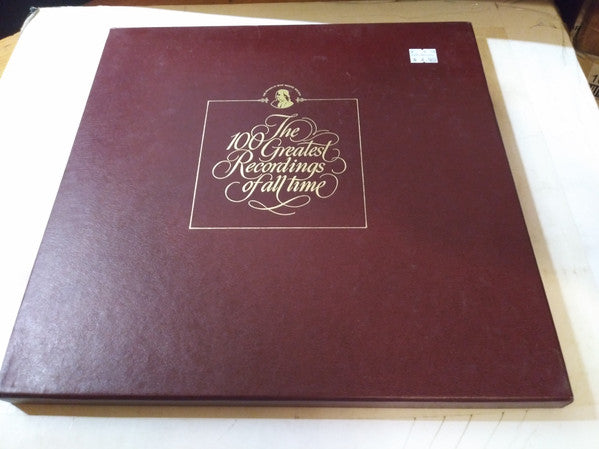 The
100 Greatest
Recordings
of all time